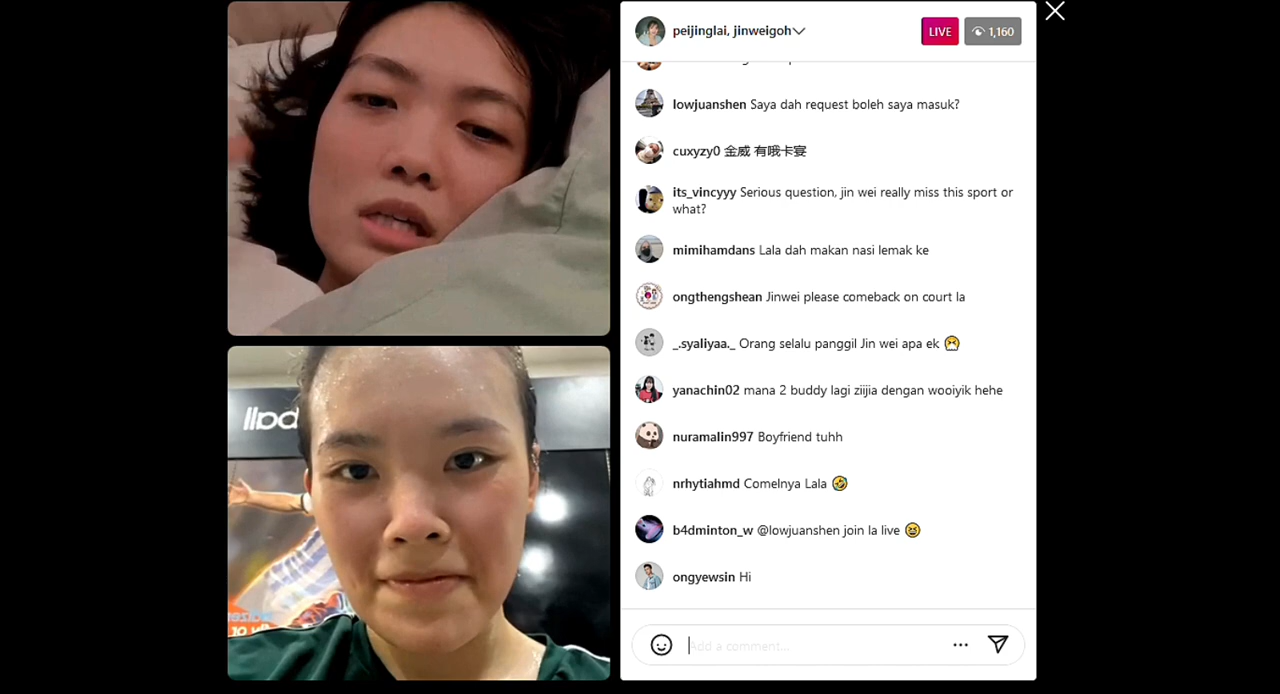 peijinglai, jinweigoh
LIVE
1,160
lowjuanshen Saya dah request boleh saya masuk?
cuxyzy0 金威 有哦卡宴
its_vincyyy Serious question, jin wei really miss this sport or
what?
mimihamdans Lala dah makan nasi lemak ke
ongthengshean Jinwei please comeback on court la
_.syaliyaa._ Orang selalu panggil Jin wei apa ek
yanachin02 mana 2 buddy lagi ziijia dengan wooiyik hehe
nuramalin997 Boyfriend tuhh
nrhytiahmd Comelnya Lala
b4dminton_w @lowjuanshen join la live
ongyewsin Hi
Add a comment...